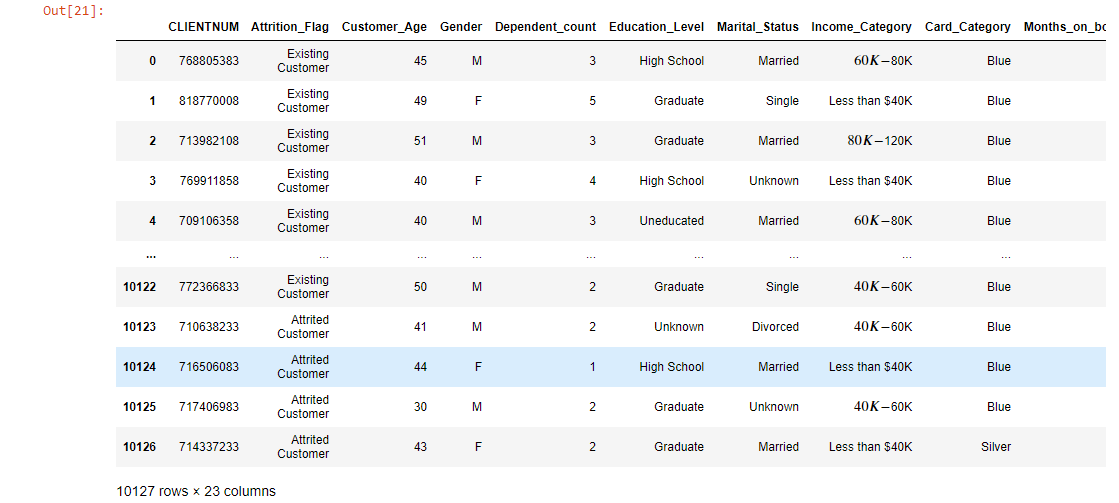 Out[21]:
CLIENTNUM Attrition_Flag Customer_Age Gender Dependent_count Education_Level Marital_Status Income_Category Card_Category Months_on_bo
0 768805383 Existing Customer 45 M 3 High School Married 60K−80K Blue
1 818770008 Existing Customer 49 F 5 Graduate Single Less than $40K Blue
2 713982108 Existing Customer 51 M 3 Graduate Married 80K−120K Blue
3 769911858 Existing Customer 40 F 4 High School Unknown Less than $40K Blue
4 709106358 Existing Customer 40 M 3 Uneducated Married 60K−80K Blue
... ... ... ... ... ... ... ... ... ...
10122 772366833 Existing Customer 50 M 2 Graduate Single 40K−60K Blue
10123 710638233 Attrited Customer 41 M 2 Unknown Divorced 40K−60K Blue
10124 716506083 Attrited Customer 44 F 1 High School Married Less than $40K Blue
10125 717406983 Attrited Customer 30 M 2 Graduate Unknown 40K−60K Blue
10126 714337233 Attrited Customer 43 F 2 Graduate Married Less than $40K Silver
10127 rows × 23 columns